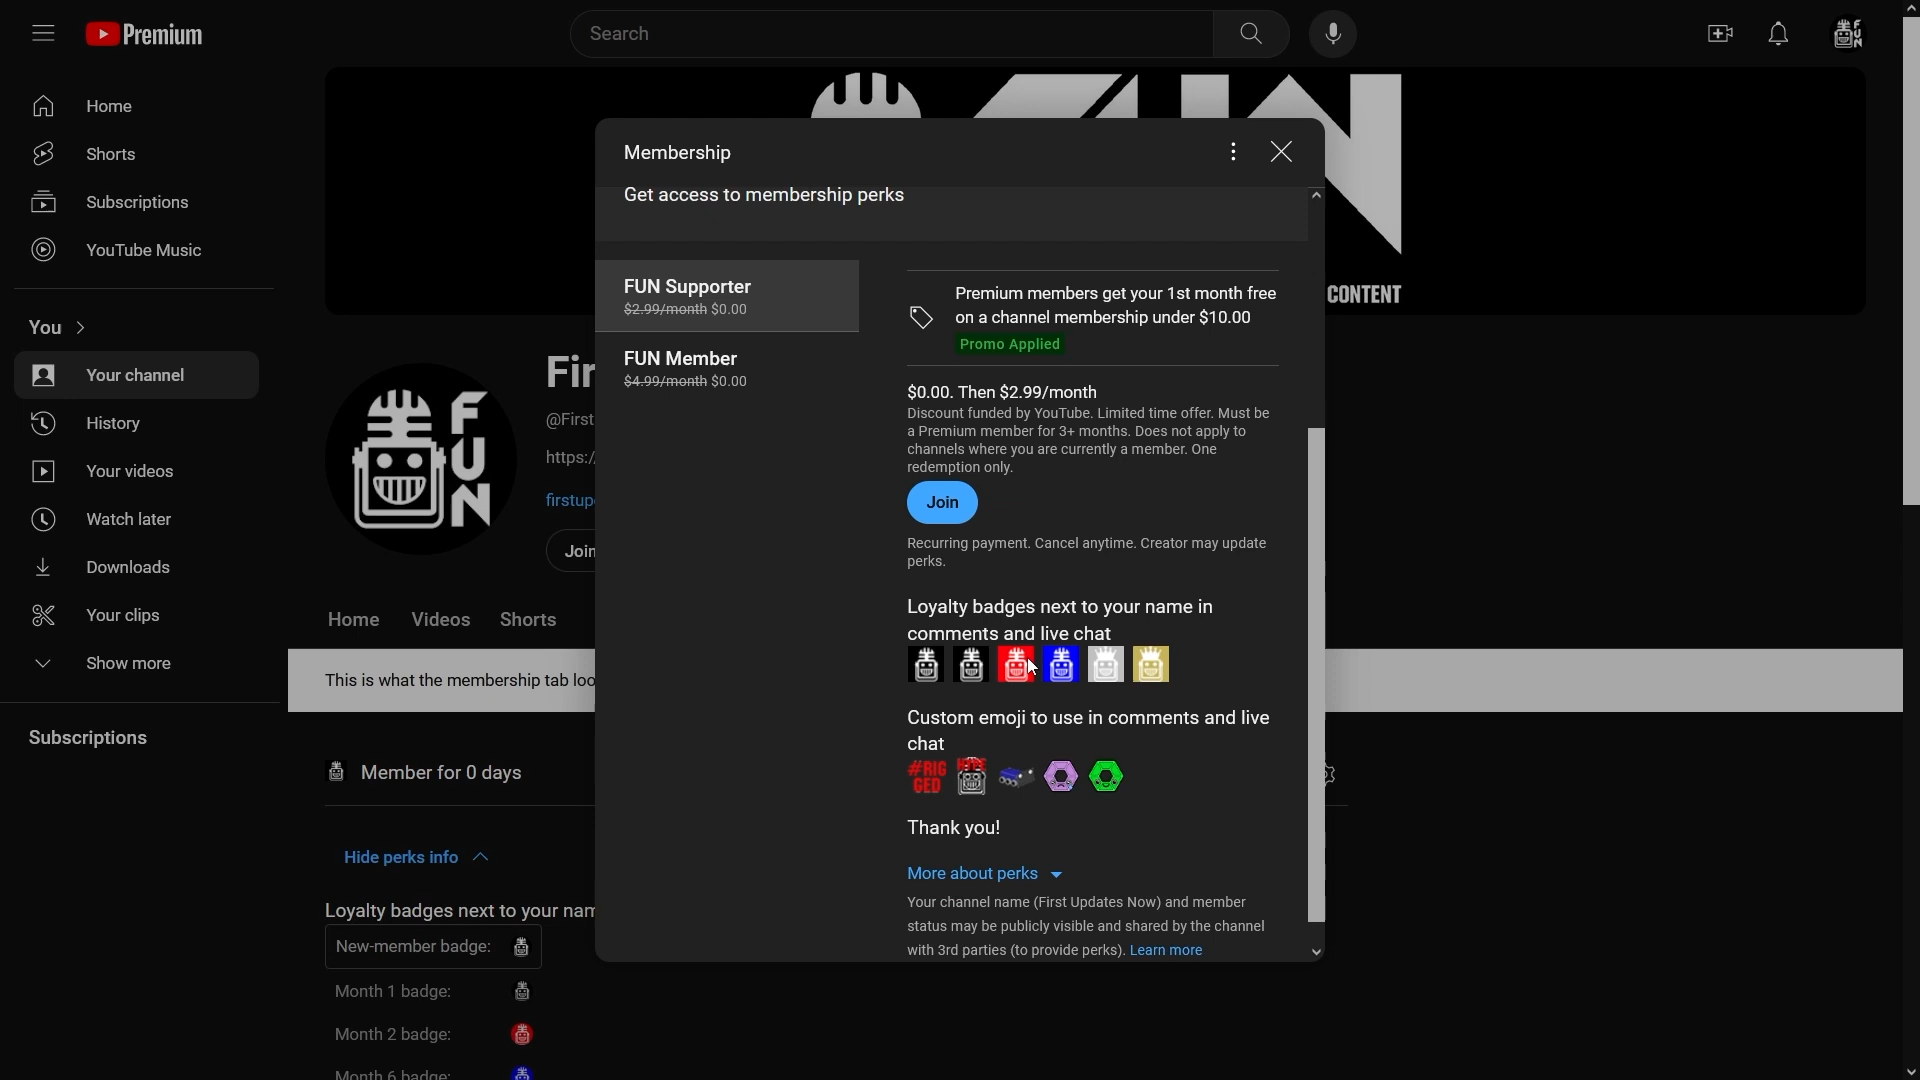 Premium
Search
FUN
Home
Shorts
Subscriptions
YouTube Music
You
Your channel
History
Your videos
Watch later
Downloads
Your clips
Show more
Subscriptions
CONTENT
FUN
Fir
@First
https:/
firstup
Join
Home Videos Shorts
This is what the membership tab loo
Member for 0 days
Hide perks info
Loyalty badges next to your nam
New-member badge:
Month 1 badge:
Month 2 badge:
Month 6 badge:
Membership
Get access to membership perks
FUN Supporter
$2.99/month $0.00
FUN Member
$4.99/month $0.00
Premium members get your 1st month free
on a channel membership under $10.00
Promo Applied
$0.00. Then $2.99/month
Discount funded by YouTube. Limited time offer. Must be
a Premium member for 3+ months. Does not apply to
channels where you are currently a member. One
redemption only.
Join
Recurring payment. Cancel anytime. Creator may update
perks.
Loyalty badges next to your name in
comments and live chat
Custom emoji to use in comments and live
chat
#RIG
GED
HYPE
Thank you!
More about perks
Your channel name (First Updates Now) and member
status may be publicly visible and shared by the channel
with 3rd parties (to provide perks). Learn more